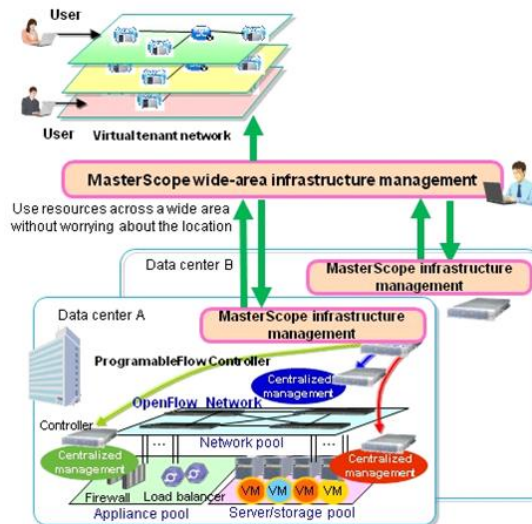 User
User
Virtual tenant network
MasterScope wide-area infrastructure management
Use resources across a wide area
without worrying about the location
Data center B
MasterScope infrastructure
management
Data center A
MasterScope infrastructure
management
ProgramableFlow Controller
Centralized
management
OpenFlow Network
Controller
Network pool
Centralized
management
Centralized
management
Firewall
Load balancer
VM VM VM VM
Appliance pool
Server/storage pool